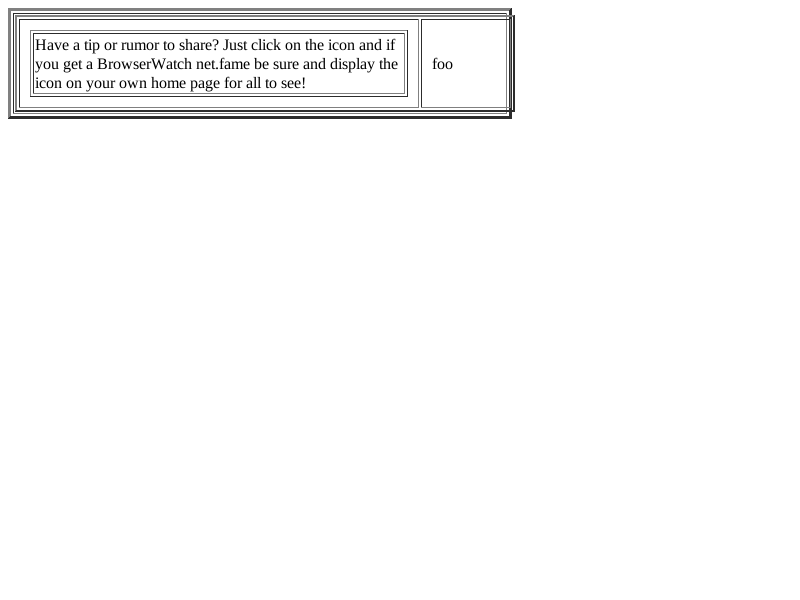 Have a tip or rumor to share? Just click on the icon and if
you get a BrowserWatch net.fame be sure and display the
icon on your own home page for all to see!
foo